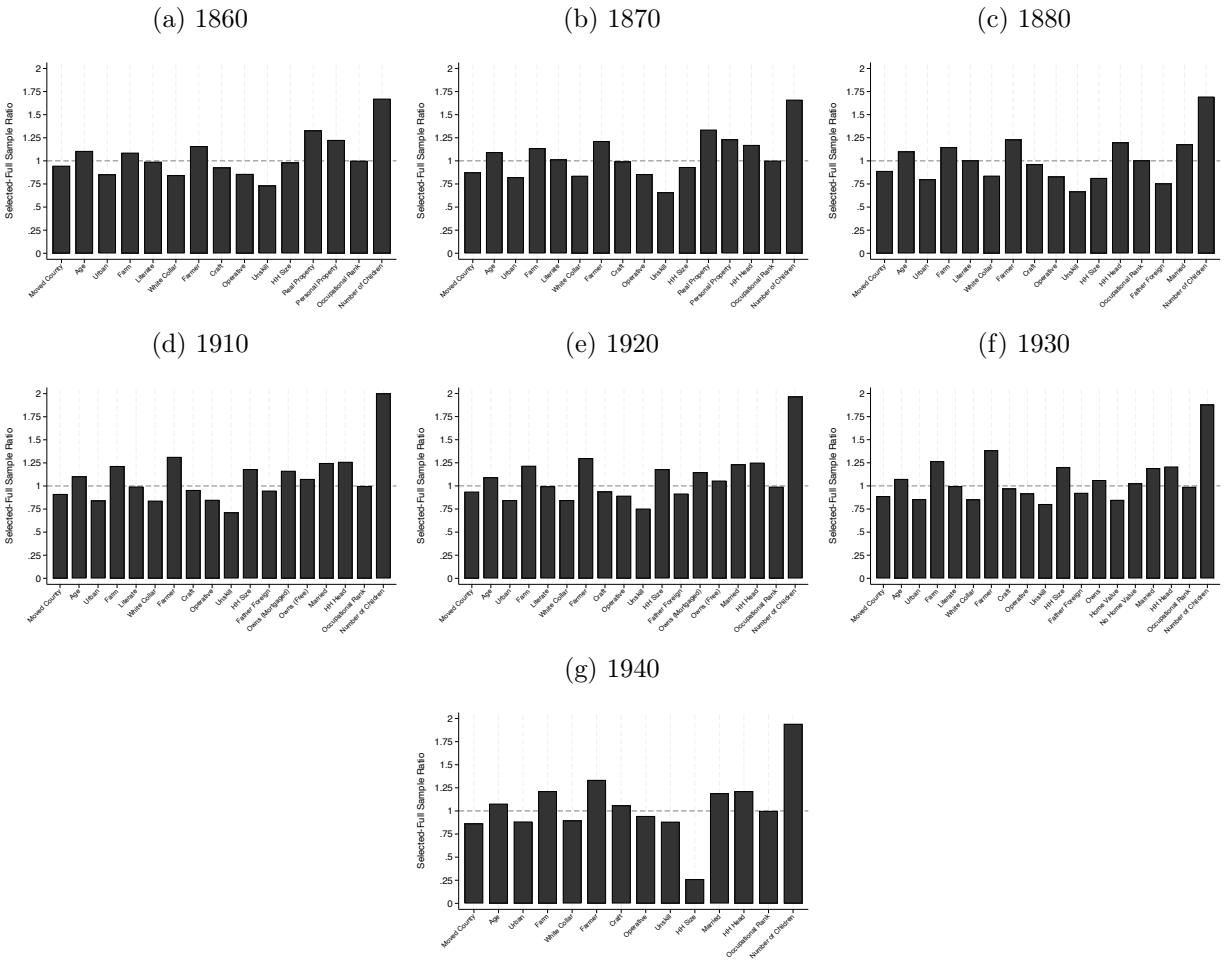 (a) 1860
(b) 1870
(c) 1880
Selected-Full Sample Ratio
2
1.75
1.5
1.25
1
.75
.5
.25
0
Moved County
Age
Urban
Farm
Literate
White Collar
Farmer
Craft
Operative
Unskill
HH Size
Real Property
Personal Property
Occupational Rank
Number of Children
Selected-Full Sample Ratio
2
1.75
1.5
1.25
1
.75
.5
.25
0
Moved County
Age
Urban
Farm
Literate
White Collar
Farmer
Craft
Operative
Unskill
HH Size
Real Property
Personal Property
HH Head
Occupational Rank
Number of Children
Selected-Full Sample Ratio
2
1.75
1.5
1.25
1
.75
.5
.25
0
Moved County
Age
Urban
Farm
Literate
White Collar
Farmer
Craft
Operative
Unskill
HH Size
HH Head
Occupational Rank
Father Foreign
Married
Number of Children
(d) 1910
(e) 1920
(f) 1930
Selected-Full Sample Ratio
2
1.75
1.5
1.25
1
.75
.5
.25
0
Moved County
Age
Urban
Farm
Literate
White Collar
Farmer
Craft
Operative
Unskill
HH Size
Father Foreign
Owns (Mortgaged)
Owns (Free)
Married
HH Head
Occupational Rank
Number of Children
Selected-Full Sample Ratio
2
1.75
1.5
1.25
1
.75
.5
.25
0
Moved County
Age
Urban
Farm
Literate
White Collar
Farmer
Craft
Operative
Unskill
HH Size
Father Foreign
Owns (Mortgaged)
Owns (Free)
Married
HH Head
Occupational Rank
Number of Children
Selected-Full Sample Ratio
2
1.75
1.5
1.25
1
.75
.5
.25
0
Moved County
Age
Urban
Farm
Literate
White Collar
Farmer
Craft
Operative
Unskill
HH Size
Father Foreign
Owns
Home Value
No Home Value
Married
HH Head
Occupational Rank
Number of Children
(g) 1940
Selected-Full Sample Ratio
2
1.75
1.5
1.25
1
.75
.5
.25
0
Moved County
Age
Urban
Farm
White Collar
Farmer
Craft
Operative
Unskill
HH Size
Married
HH Head
Occupational Rank
Number of Children